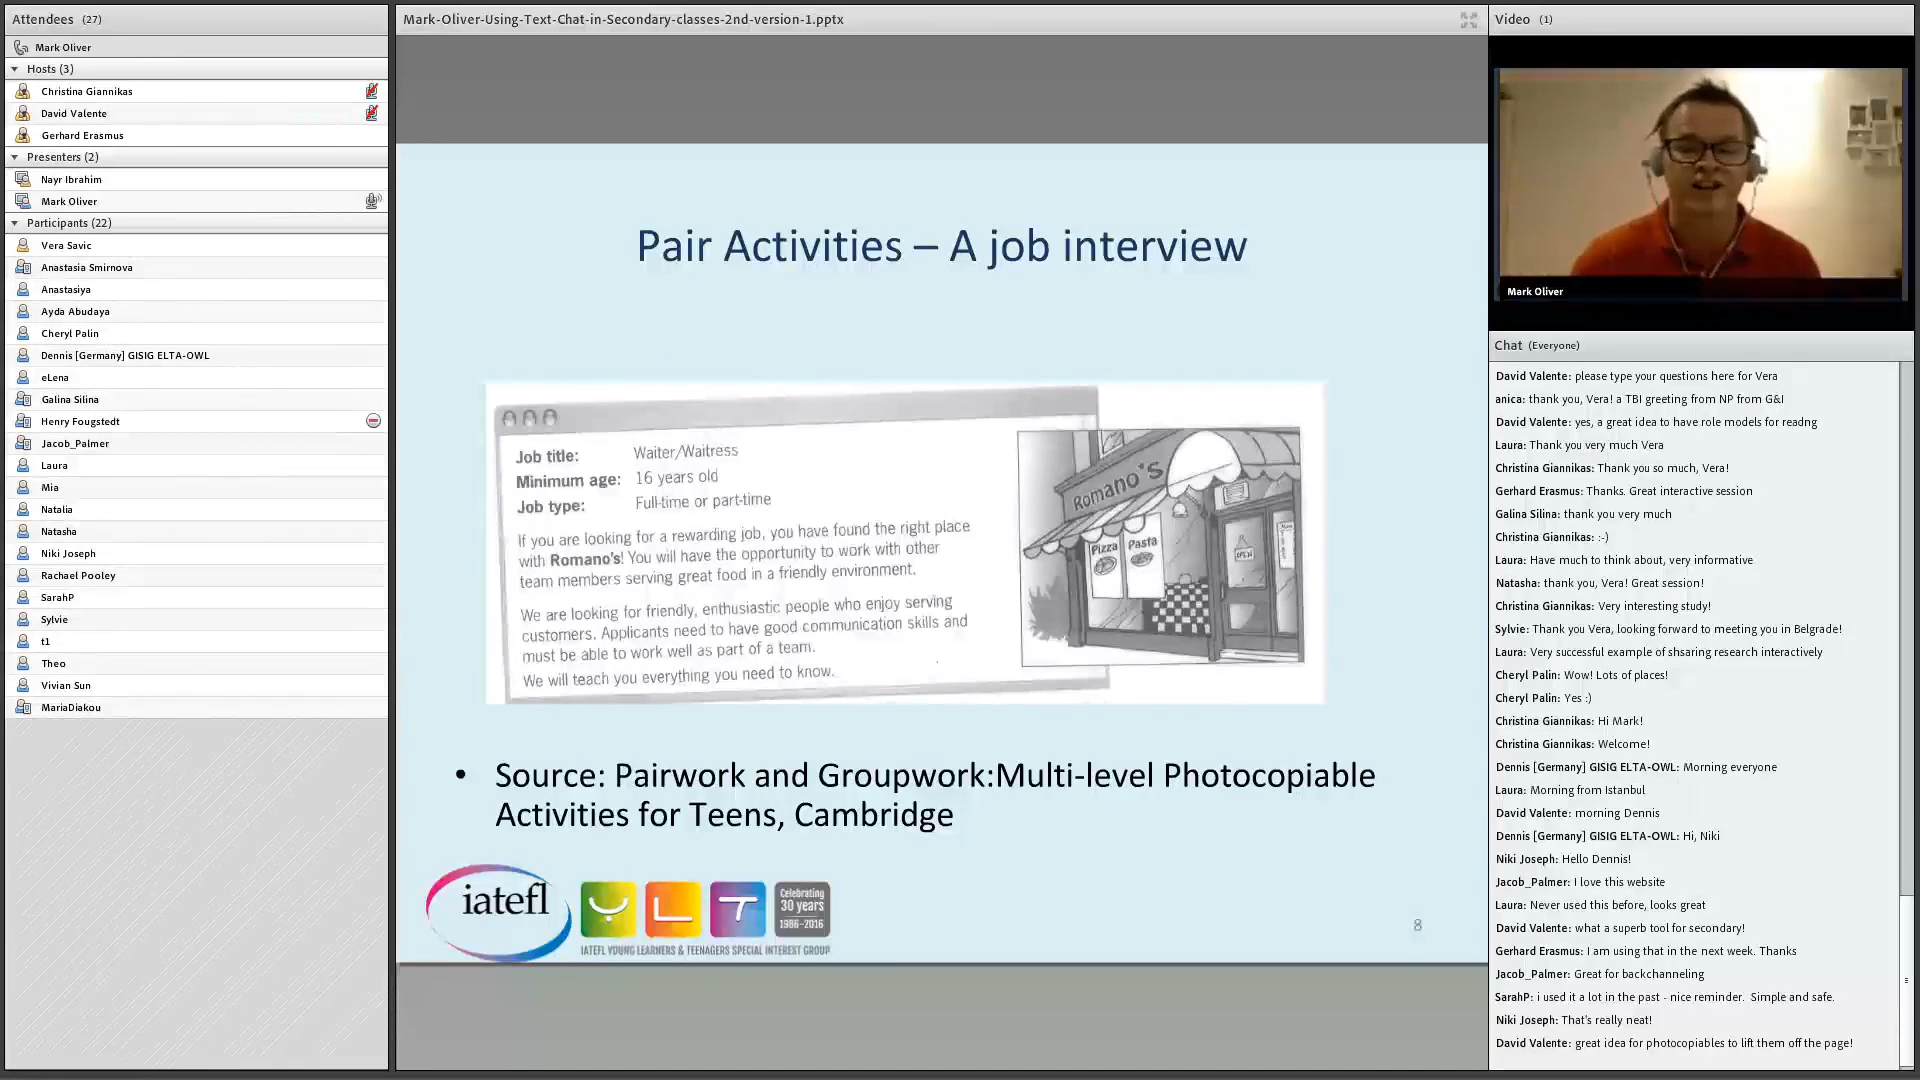 Attendees (27)
Mark Oliver
Hosts (3)
Christina Giannikas
David Valente
Gerhard Erasmus
Presenters (2)
Nayr Ibrahim
Mark Oliver
Participants (22)
Vera Savic
Anastasia Smirnova
Anastasiya
Ayda Abudaya
Cheryl Palin
Dennis [Germany] GISIG ELTA-OWL
eLena
Galina Silina
Henry Fougstedt
Jacob_Palmer
Laura
Mia
Natalia
Natasha
Niki Joseph
Rachael Pooley
SarahP
Sylvie
t1
Theo
Vivian Sun
MariaDiakou
Mark-Oliver-Using-Text-Chat-in-Secondary-classes-2nd-version-1.pptx
Pair Activities – A job interview
Job title: Waiter/Waitress
Minimum age: 16 years old
Job type: Full-time or part-time
If you are looking for a rewarding job, you have found the right place
with Romano's! You will have the opportunity to work with other
team members serving great food in a friendly environment.
We are looking for friendly, enthusiastic people who enjoy serving
customers. Applicants need to have good communication skills and
must be able to work well as part of a team.
We will teach you everything you need to know.
Romano's
Pizza Pasta
OPEN
• Source: Pairwork and Groupwork:Multi-level Photocopiable
Activities for Teens, Cambridge
iatefl
Y L T
Celebrating
30 years
1986-2016
IATEFL YOUNG LEARNERS & TEENAGERS SPECIAL INTEREST GROUP
8
Video (1)
Mark Oliver
Chat (Everyone)
David Valente: please type your questions here for Vera
anica: thank you, Vera! a TBI greeting from NP from G&I
David Valente: yes, a great idea to have role models for readng
Laura: Thank you very much Vera
Christina Giannikas: Thank you so much, Vera!
Gerhard Erasmus: Thanks. Great interactive session
Galina Silina: thank you very much
Christina Giannikas: :-)
Laura: Have much to think about, very informative
Natasha: thank you, Vera! Great session!
Christina Giannikas: Very interesting study!
Sylvie: Thank you Vera, looking forward to meeting you in Belgrade!
Laura: Very successful example of shsaring research interactively
Cheryl Palin: Wow! Lots of places!
Cheryl Palin: Yes :)
Christina Giannikas: Hi Mark!
Christina Giannikas: Welcome!
Dennis [Germany] GISIG ELTA-OWL: Morning everyone
Laura: Morning from Istanbul
David Valente: morning Dennis
Dennis [Germany] GISIG ELTA-OWL: Hi, Niki
Niki Joseph: Hello Dennis!
Jacob_Palmer: I love this website
Laura: Never used this before, looks great
David Valente: what a superb tool for secondary!
Gerhard Erasmus: I am using that in the next week. Thanks
Jacob_Palmer: Great for backchanneling
SarahP: i used it a lot in the past - nice reminder.  Simple and safe.
Niki Joseph: That's really neat!
David Valente: great idea for photocopiables to lift them off the page!